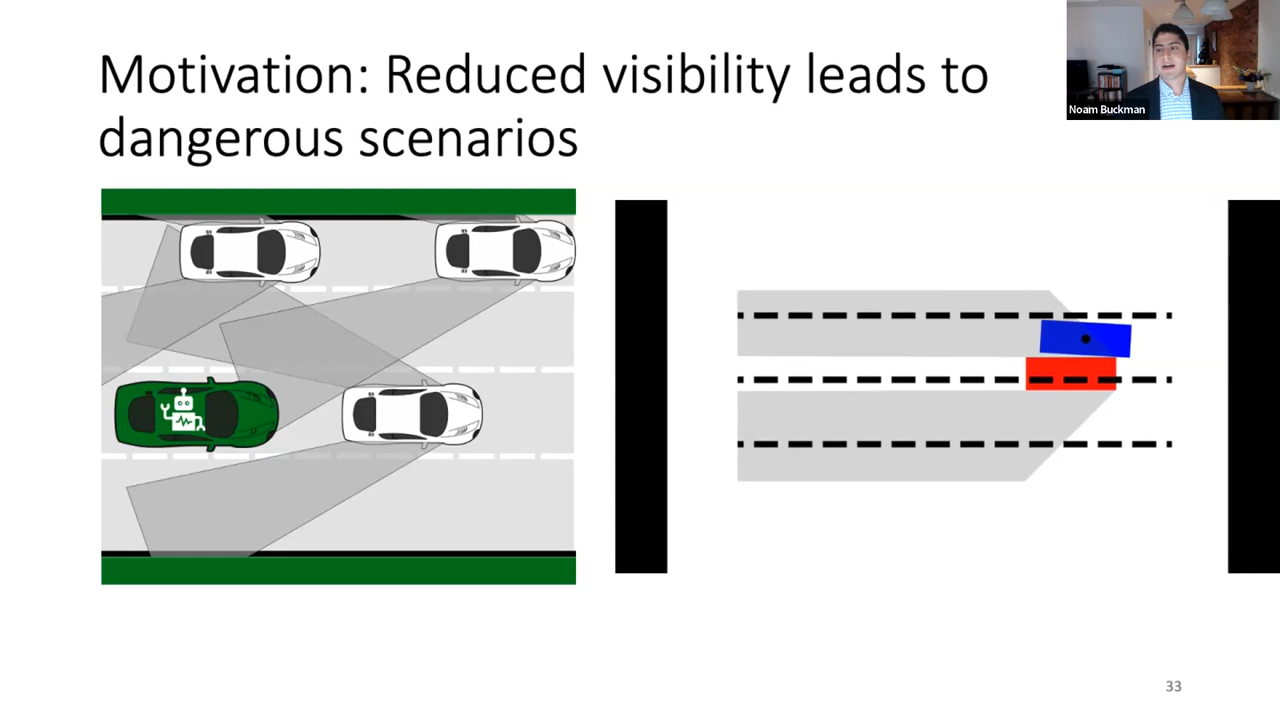 Motivation: Reduced visibility leads to
dangerous scenarios
Noam Buckman
33